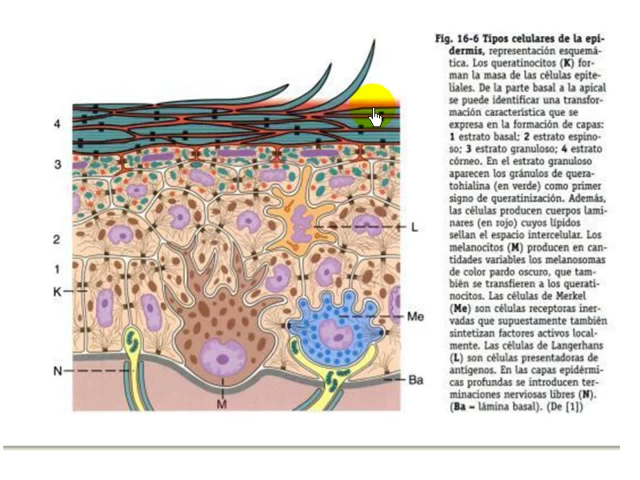 Fig. 16-6 Tipos celulares de la epi-
dermis, representación esquemá-
tica. Los queratinocitos (K) for-
man la masa de las células epite-
liales. De la parte basal a la apical
se puede identificar una transfor-
mación característica que se
expresa en la formación de capas:
1 estrato basal; 2 estrato espino-
so; 3 estrato granuloso; 4 estrato
córneo. En el estrato granuloso
aparecen los gránulos de quera-
tohialina (en verde) como primer
signo de queratinización. Además,
las células producen cuerpos lami-
nares (en rojo) cuyos lípidos
sellan el espacio intercelular. Los
melanocitos (M) producen en can-
tidades variables los melanosomas
de color pardo oscuro, que tam-
bién se transfieren a los querati-
nocitos. Las células de Merkel
(Me) son células receptoras iner-
vadas que supuestamente también
sintetizan factores activos local-
mente. Las células de Langerhans
(L) son células presentadoras de
antígenos. En las capas epidérmi-
cas profundas se introducen ter-
minaciones nerviosas libres (N).
(Ba = lámina basal). (De [1])
4
3
2
1
K
N
M
L
Me
Ba